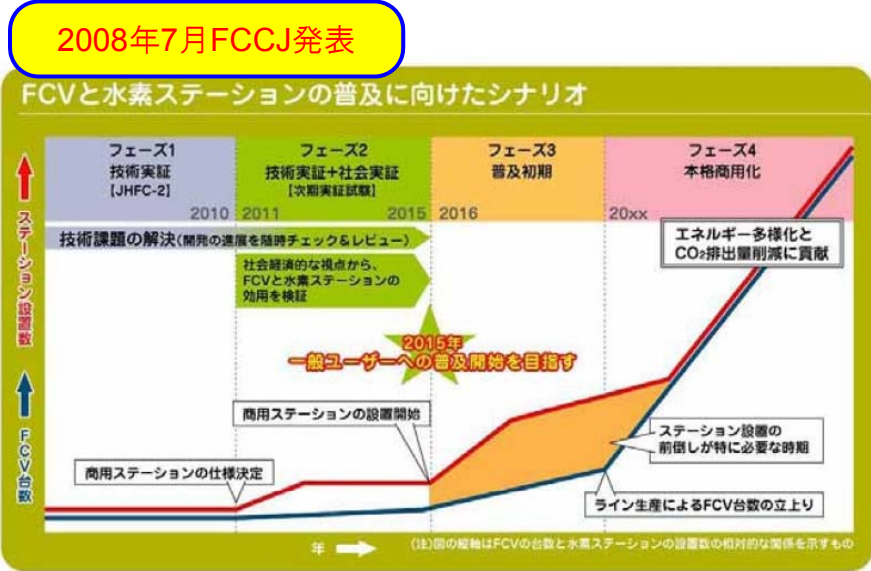 2008年7月FCCJ発表
FCVと水素ステーションの普及に向けたシナリオ
フェーズ1
技術実証
【JHFC-2】
フェーズ2
技術実証+社会実証
【次期実証試験】
フェーズ3
普及初期
フェーズ4
本格商用化
2010
2011
2015
2016
20xx
ステーション設置数
FCV台数
技術課題の解決(開発の進展を随時チェック&レビュー)
社会経済的な視点から、
FCVと水素ステーションの
効用を検証
エネルギー多様化と
CO₂排出量削減に貢献
2015年
一般ユーザーへの普及開始を目指す
商用ステーションの設置開始
商用ステーションの仕様決定
ステーション設置の
前倒しが特に必要な時期
ライン生産によるFCV台数の立上り
年
(注)図の縦軸はFCVの台数と水素ステーションの設置数の相対的な関係を示すもの